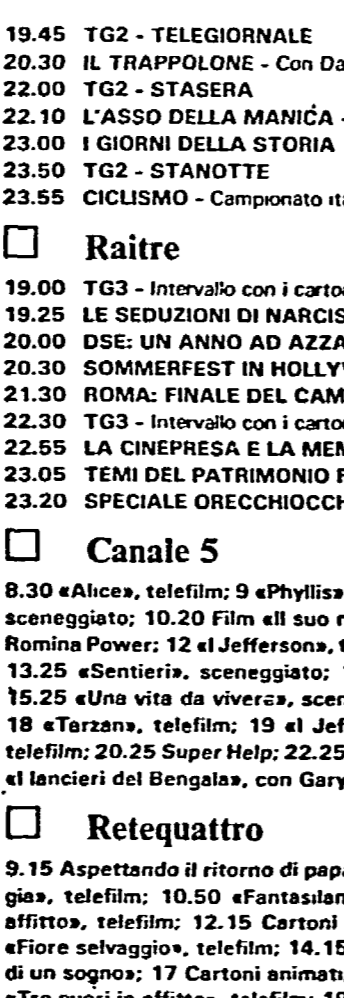 19.45 TG2 - TELEGIORNALE
20.30 IL TRAPPOLONE - Con Da
22.00 TG2 - STASERA
22.10 L'ASSO DELLA MANICA -
23.00 I GIORNI DELLA STORIA
23.50 TG2 - STANOTTE
23.55 CICLISMO - Campionato ita
Raitre
19.00 TG3 - Intervallo con i carto
19.25 LE SEDUZIONI DI NARCIS
20.00 DSE: UN ANNO AD AZZA
20.30 SOMMERFEST IN HOLLY
21.30 ROMA: FINALE DEL CAM
22.30 TG3 - Intervallo con i carto
22.55 LA CINEPRESA E LA MEM
23.05 TEMI DEL PATRIMONIO
23.20 SPECIALE ORECCHIOCCH
Canale 5
8.30 «Alice», telefilm; 9 «Phyllis»
sceneggiato; 10.20 Film «Il suo
Romina Power; 12 «I Jefferson»,
13.25 «Sentieri», sceneggiato;
15.25 «Una vita da vivere», scen
18 «Tarzan», telefilm; 19 «I Jef
telefilm; 20.25 Super Help; 22.25
«I lancieri del Bengala», con Gary
Retequattro
9.15 Aspettando il ritorno di papà
gia», telefilm; 10.50 «Fantasilan
affitto», telefilm; 12.15 Cartoni
«Fiore selvaggio», telefilm; 14.15
di un sogno»; 17 Cartoni animati
«Tre cuori in affitto», telefilm;